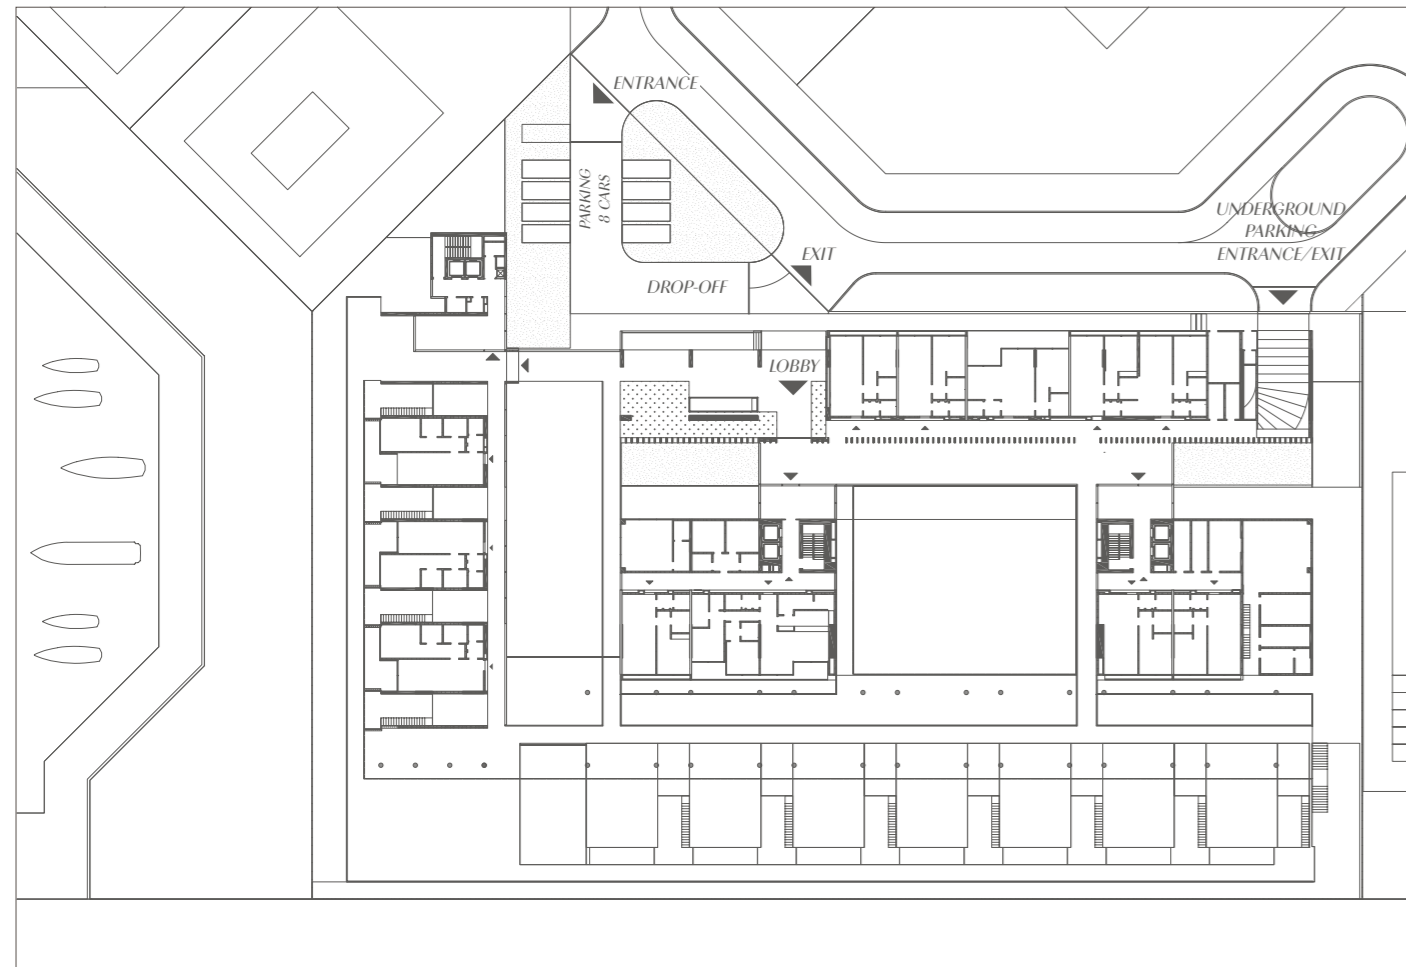 ENTRANCE
PARKING
8 CARS
UNDERGROUND
PARKING
ENTRANCE/EXIT
EXIT
DROP-OFF
LOBBY